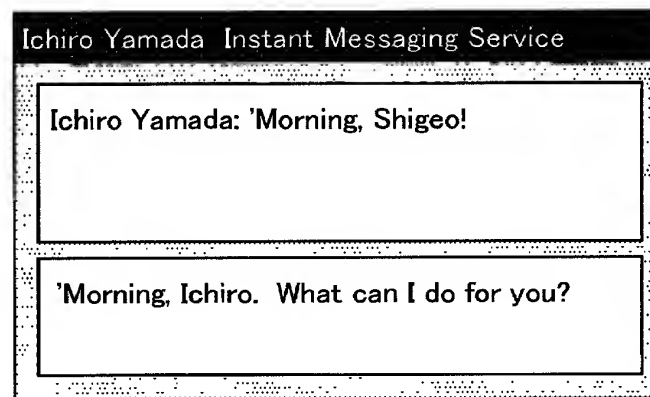 Ichiro Yamada Instant Messaging Service
Ichiro Yamada: 'Morning, Shigeo!
'Morning, Ichiro. What can I do for you?